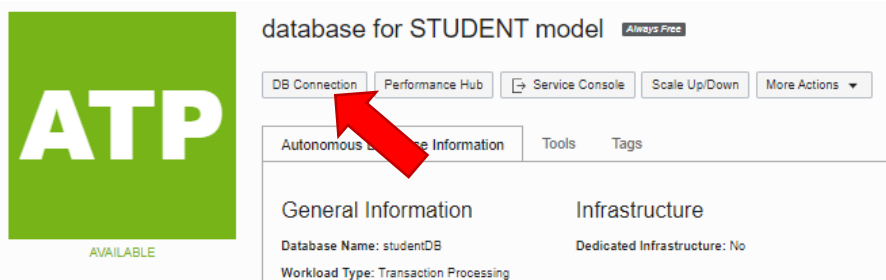 database for STUDENT model Always Free
DB Connection Performance Hub Service Console Scale Up/Down More Actions
ATP
AVAILABLE
Autonomous Information Tools Tags
General Information Infrastructure
Database Name: studentDB Dedicated Infrastructure: No
Workload Type: Transaction Processing